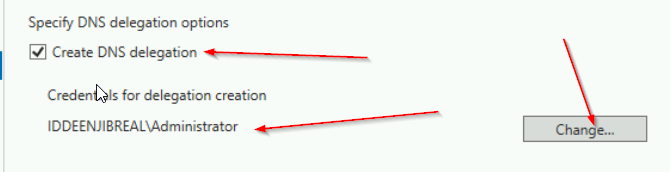 Specify DNS delegation options
Create DNS delegation
Credentials for delegation creation
IDDEENJIBREAL\Administrator
Change...